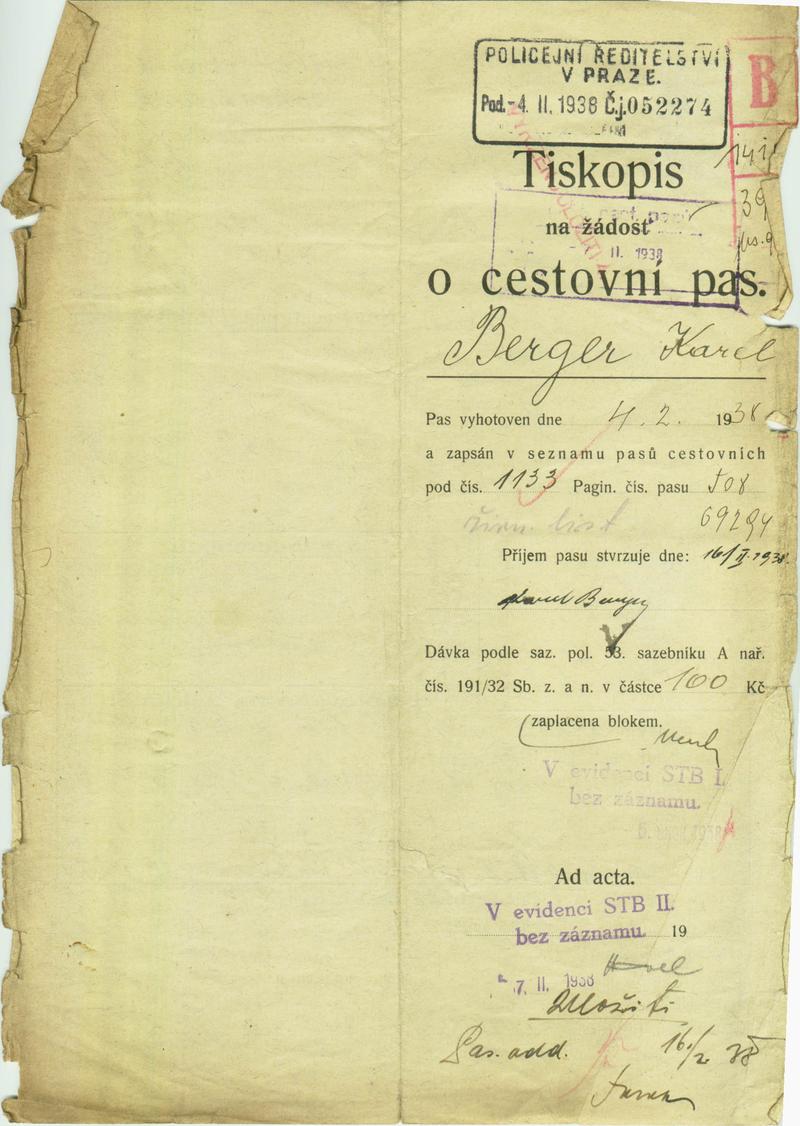 POLICEJNÍ ŘEDITELSTVÍ
V PRAZE.
Pod. -4. II. 1938 Č.j. 052274
B
Tiskopis
na žádost
II. 1938
39
o cestovní pas.
Berger Karel
Pas vyhotoven dne 4. 2. 1938
a zapsán v seznamu pasů cestovních
pod čís. 1133 Pagin. čís. pasu
69294
Příjem pasu stvrzuje dne: 16/II. 1938
Karel Berger
Dávka podle saz. pol. 53. sazebníku A nař.
čís. 191/32 Sb. z. a n. v částce 100 Kč
zaplacena blokem.
V evidenci STB I.
bez záznamu.
Ad acta.
V evidenci STB II.
bez záznamu. 19
7. II. 1938
Uložiti
Pas. odd. 16./2 38